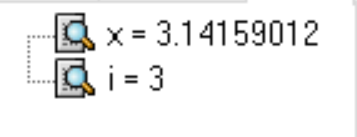 x = 3.14159012
i = 3